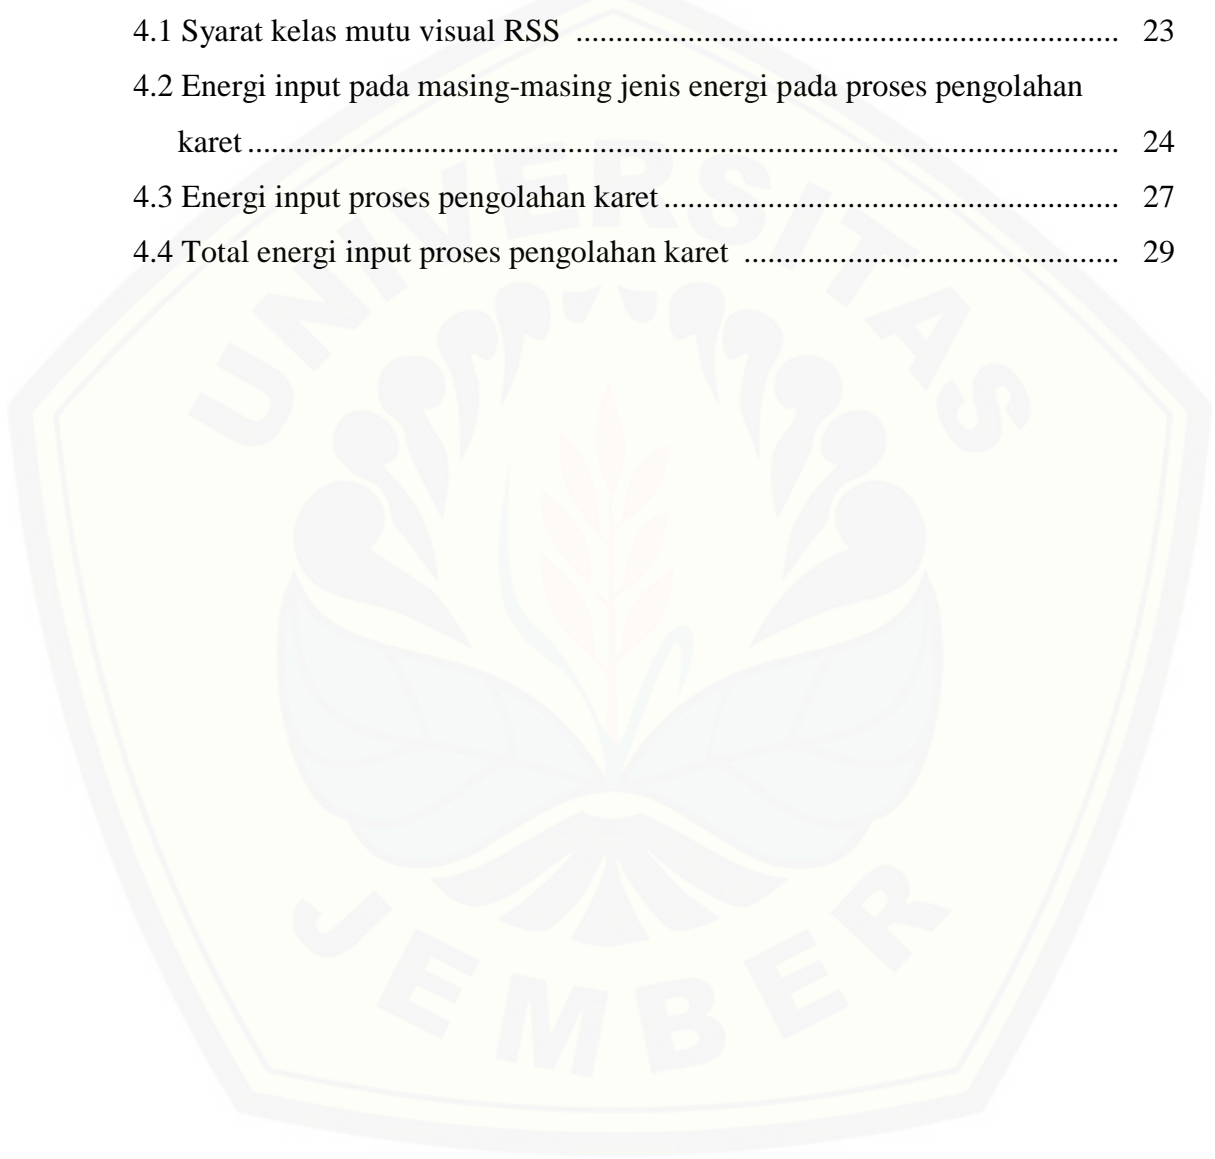 4.1 Syarat kelas mutu visual RSS .................................................................... 23
4.2 Energi input pada masing-masing jenis energi pada proses pengolahan
karet ............................................................................................................. 24
4.3 Energi input proses pengolahan karet ......................................................... 27
4.4 Total energi input proses pengolahan karet ............................................... 29
UNIVERSITAS
JEMBER